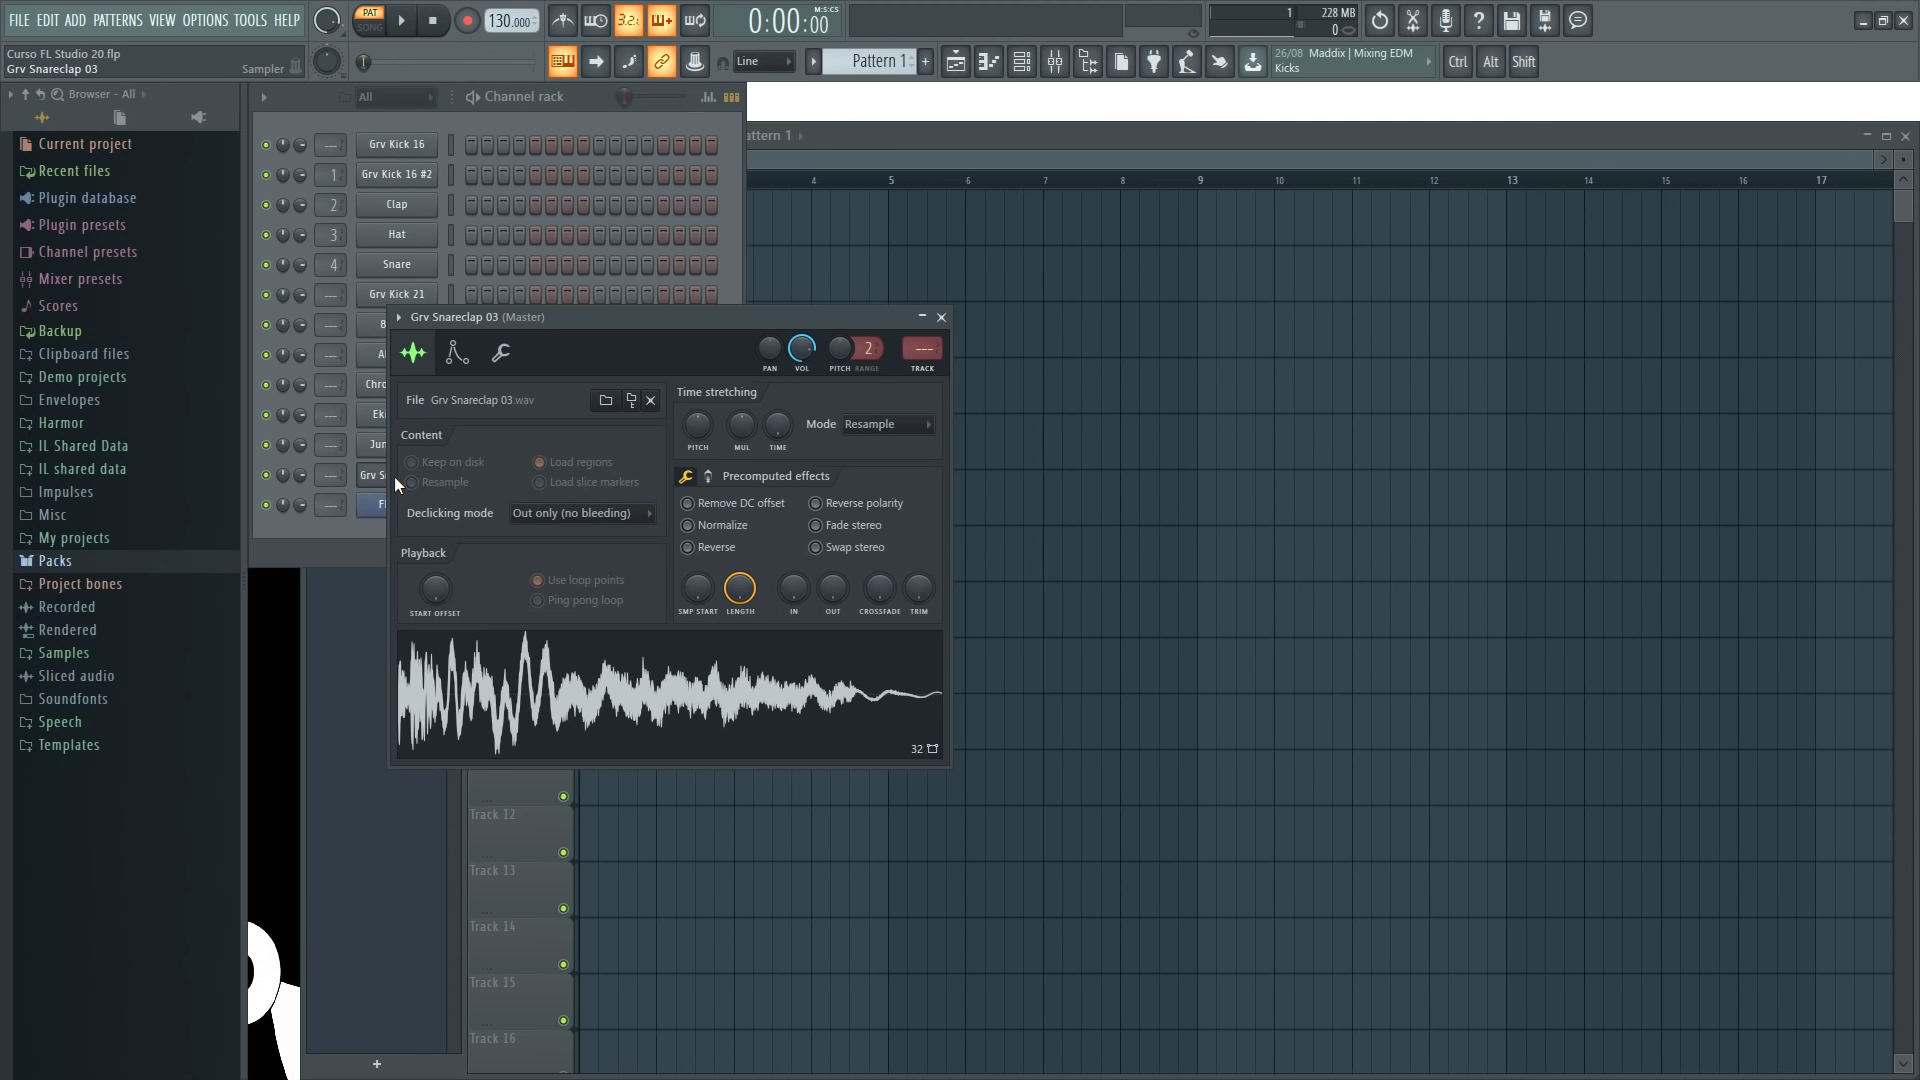 FILE EDIT ADD PATTERNS VIEW OPTIONS TOOLS HELP
PAT
SONG
130.000
3.2.
0:00:00
M:S:CS
1
228 MB
0
Curso FL Studio 20.flp
Grv Snareclap 03
Sampler
Line
Pattern 1
+
26/08 Maddix | Mixing EDM
Kicks
Ctrl
Alt
Shift
Browser - All
All
Channel rack
Current project
Recent files
Plugin database
Plugin presets
Channel presets
Mixer presets
Scores
Backup
Clipboard files
Demo projects
Envelopes
Harmor
IL Shared Data
IL shared data
Impulses
Misc
My projects
Packs
Project bones
Recorded
Rendered
Samples
Sliced audio
Soundfonts
Speech
Templates
--- Grv Kick 16
1 Grv Kick 16 #2
2 Clap
3 Hat
4 Snare
--- Grv Kick 21
--- 8
---
--- Chro
--- Ek
--- Jun
--- Grv S
--- F
attern 1
4 5 6 7 8 9 10 11 12 13 14 15 16 17
Grv Snareclap 03 (Master)
2
---
PAN VOL PITCH RANGE TRACK
File Grv Snareclap 03.wav
Content
Keep on disk
Load regions
Resample
Load slice markers
Declicking mode
Out only (no bleeding)
Playback
START OFFSET
Use loop points
Ping pong loop
Time stretching
PITCH MUL TIME
Mode Resample
Precomputed effects
Remove DC offset
Reverse polarity
Normalize
Fade stereo
Reverse
Swap stereo
SMP START LENGTH IN OUT CROSSFADE TRIM
32
Track 12
Track 13
Track 14
Track 15
Track 16
+